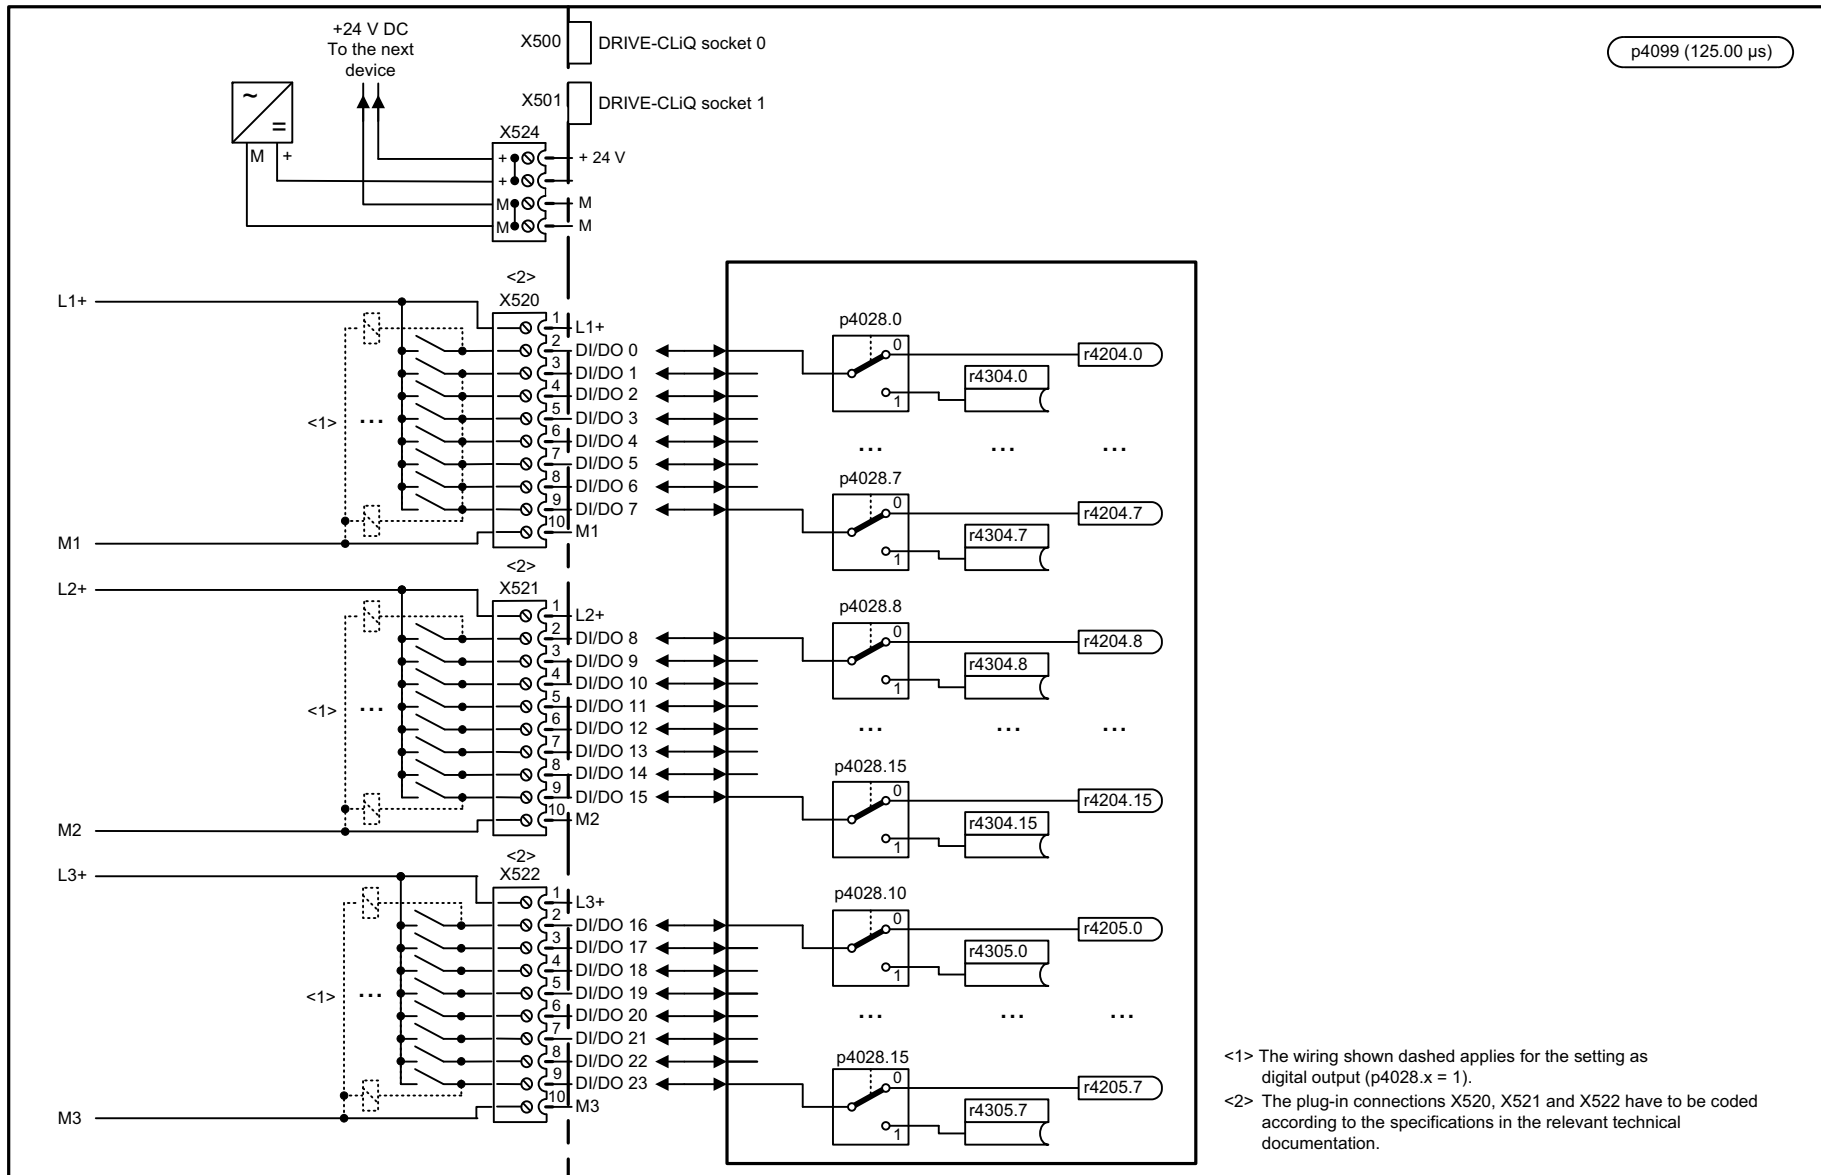 +24 V DC
To the next
device
X500
DRIVE-CLiQ socket 0
p4099 (125.00 µs)
X501
DRIVE-CLiQ socket 1
~
=
M
+
X524
+
+ 24 V
+
M
M
M
M
<2>
X520
L1+
1
L1+
2
DI/DO 0
3
DI/DO 1
4
DI/DO 2
5
DI/DO 3
6
DI/DO 4
7
DI/DO 5
8
DI/DO 6
9
DI/DO 7
10
M1
<1>
...
M1
p4028.0
0
1
r4204.0
r4304.0
...
...
...
p4028.7
0
1
r4204.7
r4304.7
<2>
X521
L2+
1
L2+
2
DI/DO 8
3
DI/DO 9
4
DI/DO 10
5
DI/DO 11
6
DI/DO 12
7
DI/DO 13
8
DI/DO 14
9
DI/DO 15
10
M2
<1>
...
M2
p4028.8
0
1
r4204.8
r4304.8
...
...
...
p4028.15
0
1
r4204.15
r4304.15
<2>
X522
L3+
1
L3+
2
DI/DO 16
3
DI/DO 17
4
DI/DO 18
5
DI/DO 19
6
DI/DO 20
7
DI/DO 21
8
DI/DO 22
9
DI/DO 23
10
M3
<1>
...
M3
p4028.10
0
1
r4205.0
r4305.0
...
...
...
p4028.15
0
1
r4205.7
r4305.7
<1> The wiring shown dashed applies for the setting as
digital output (p4028.x = 1).
<2> The plug-in connections X520, X521 and X522 have to be coded
according to the specifications in the relevant technical
documentation.